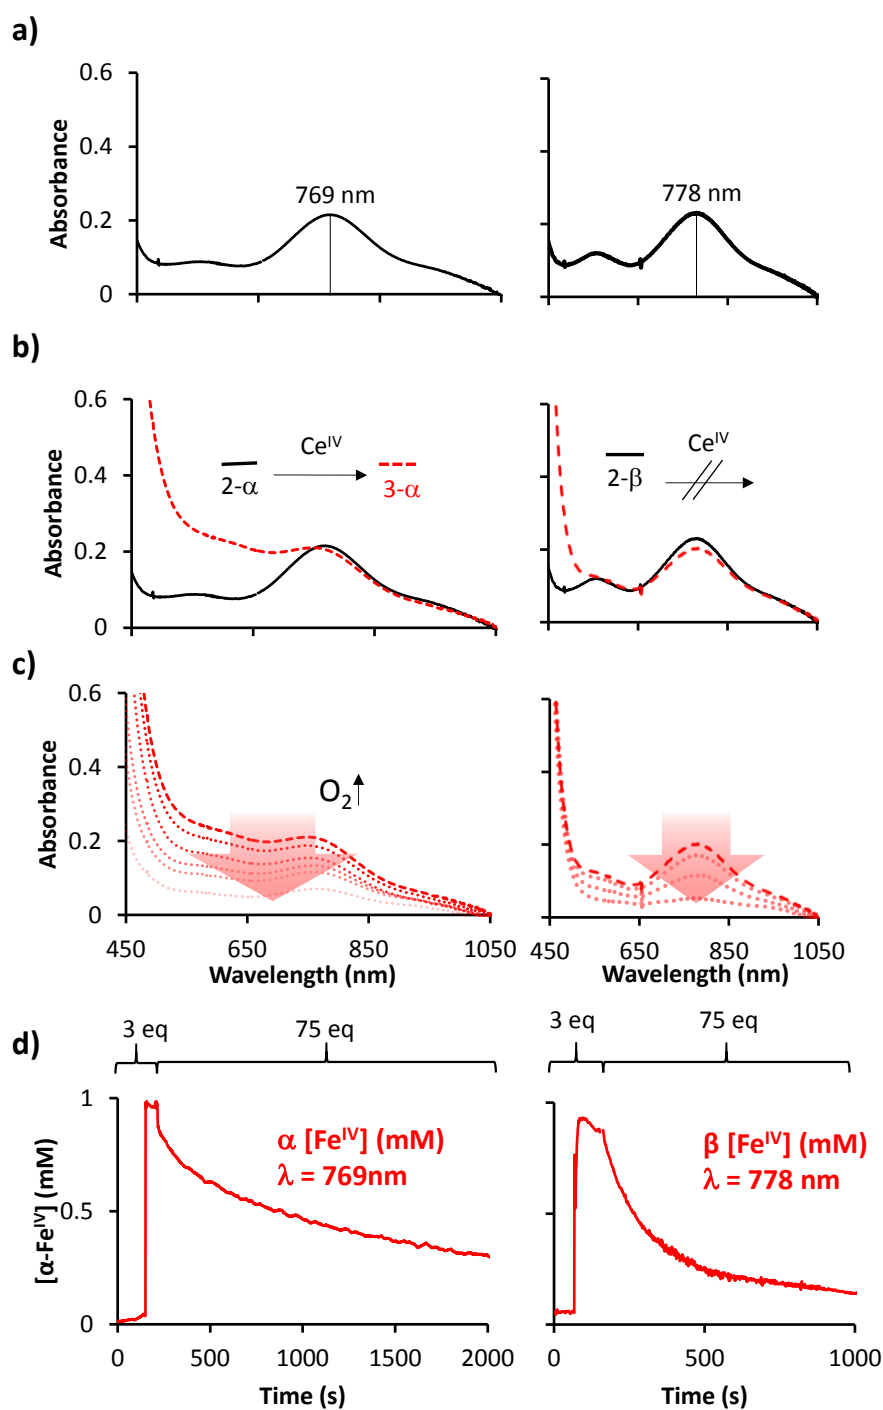 a)
Absorbance
0.6
0.4
0.2
0
769 nm
778 nm
b)
Absorbance
0.6
0.4
0.2
0
Ce^IV
2-α
3-α
Ce^IV
2-β
c)
Absorbance
0.6
0.4
0.2
0
O₂
450
650
850
1050
Wavelength (nm)
450
650
850
1050
Wavelength (nm)
d)
3 eq
75 eq
[α-Fe^IV] (mM)
1
0.5
0
α [Fe^IV] (mM)
λ = 769nm
0
500
1000
1500
2000
Time (s)
3 eq
75 eq
β [Fe^IV] (mM)
λ = 778 nm
0
500
1000
Time (s)